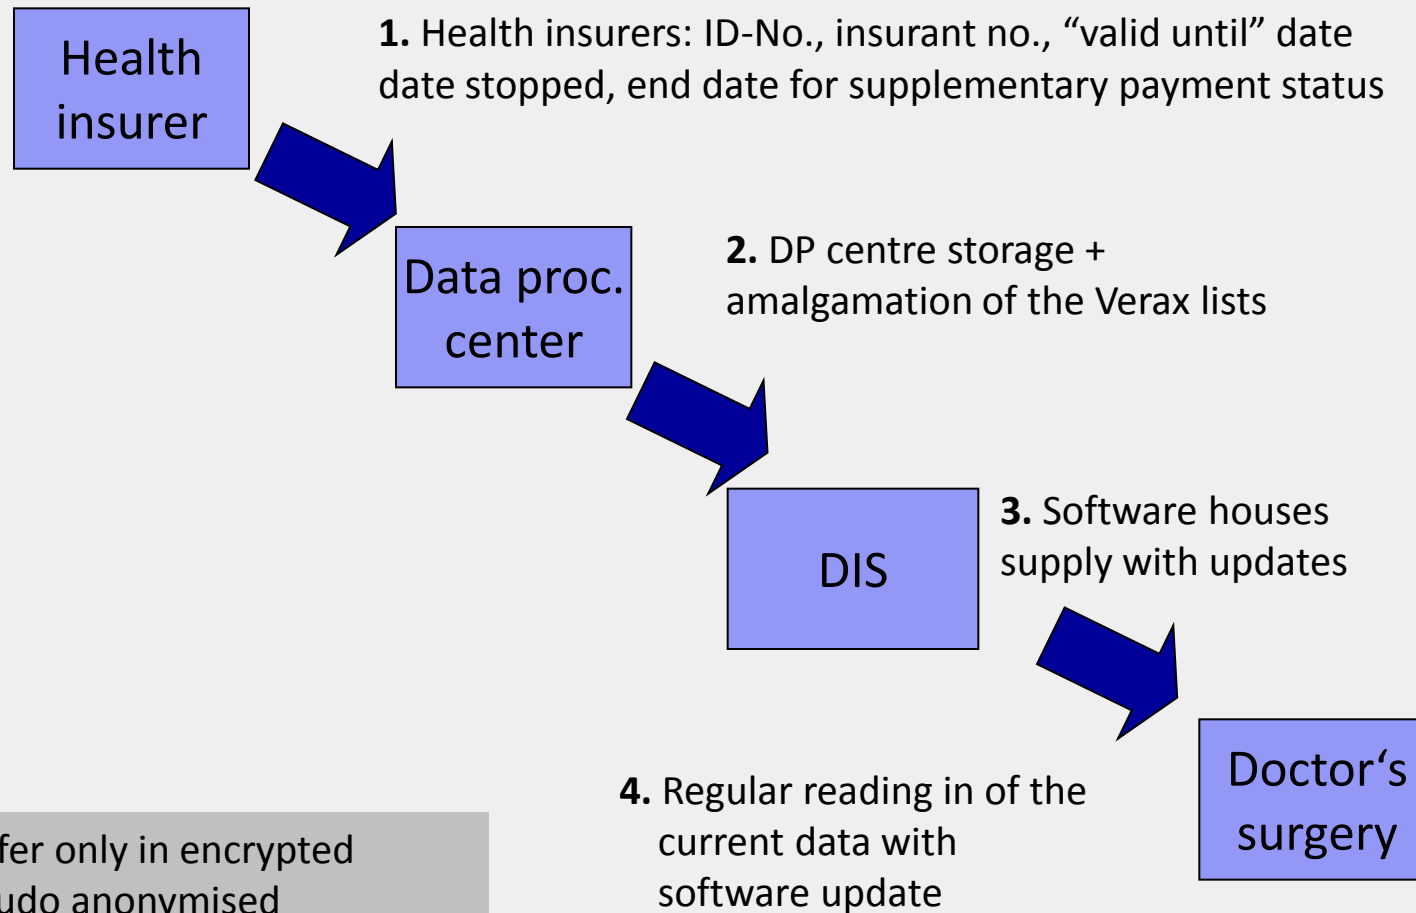 Health
insurer
1. Health insurers: ID-No., insurant no., “valid until” date
date stopped, end date for supplementary payment status
Data proc.
center
2. DP centre storage +
amalgamation of the Verax lists
DIS
3. Software houses
supply with updates
Doctor‘s
surgery
4. Regular reading in of the
current data with
software update
only in encrypted
anonymised